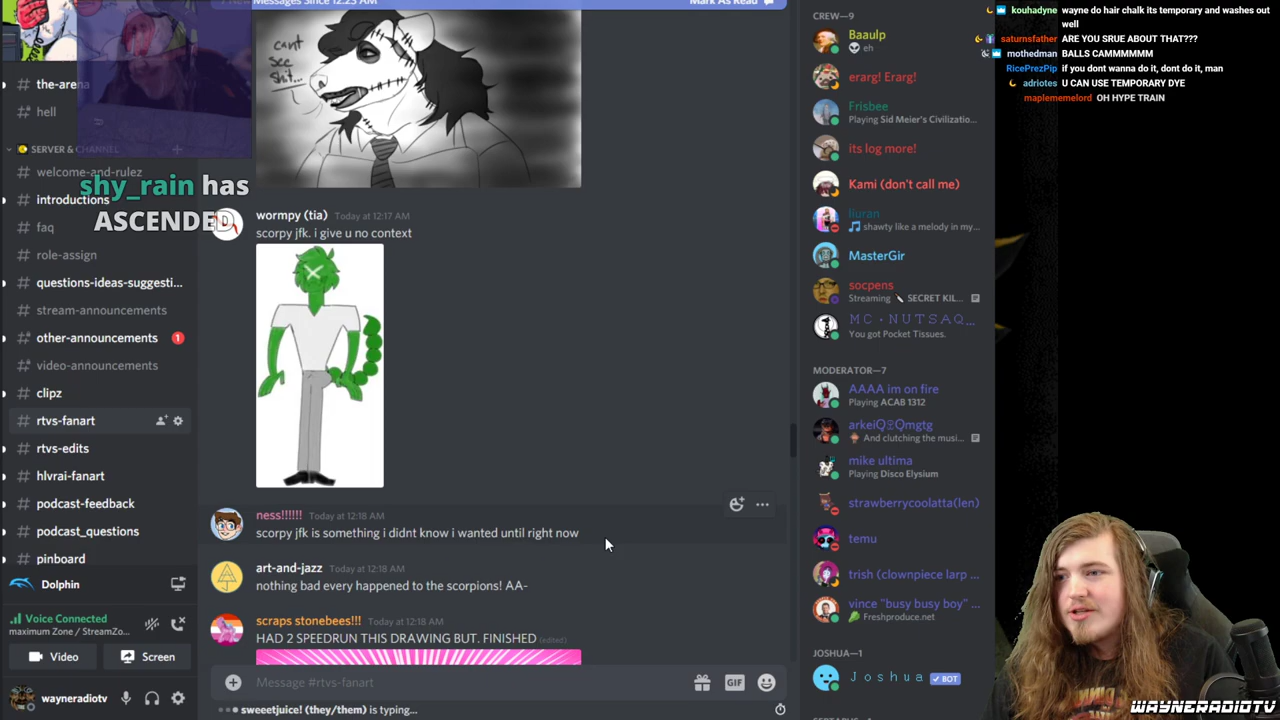 Messages Since 12:23 AM
Mark As Read
the-arena
hell
SERVER & CHANNEL
welcome-and-rulez
introductions
faq
role-assign
questions-ideas-suggesti...
stream-announcements
other-announcements 1
video-announcements
clipz
rtvs-fanart
rtvs-edits
hlvrai-fanart
podcast-feedback
podcast_questions
pinboard
Dolphin
Voice Connected
maximum Zone / StreamZo...
Video
Screen
wayneradiotv
shy_rain has
ASCENDED
cant
see
shit...
wormpy (tia) Today at 12:17 AM
scorpy jfk. i give u no context
ness!!!!!! Today at 12:18 AM
scorpy jfk is something i didnt know i wanted until right now
art-and-jazz Today at 12:18 AM
nothing bad every happened to the scorpions! AA-
scraps stonebees!!! Today at 12:18 AM
HAD 2 SPEEDRUN THIS DRAWING BUT. FINISHED (edited)
Message #rtvs-fanart
GIF
sweeetjuice! (they/them) is typing...
CREW—9
Baaulp
eh
erarg! Erarg!
Frisbee
Playing Sid Meier's Civilizatio...
its log more!
Kami (don't call me)
shawty like a melody in my...
MasterGir
socpens
Streaming SECRET KIL...
MC・NUTSAQ...
You got Pocket Tissues.
MODERATOR—7
AAAA im on fire
Playing ACAB 1312
And clutching the musi...
mike ultima
Playing Disco Elysium
strawberrycoolatta(len)
temu
trish (clownpiece larp ...
vince "busy busy boy" ...
Freshproduce.net
JOSHUA—1
Joshua BOT
kouhadyne wayne do hair chalk its temporary and washes out
well
saturnsfather ARE YOU SRUE ABOUT THAT???
mothedman BALLS CAMMMMMM
RicePrezPip if you dont wanna do it, dont do it, man
adriotes U CAN USE TEMPORARY DYE
maplememelord OH HYPE TRAIN
WAYNERADIOTV